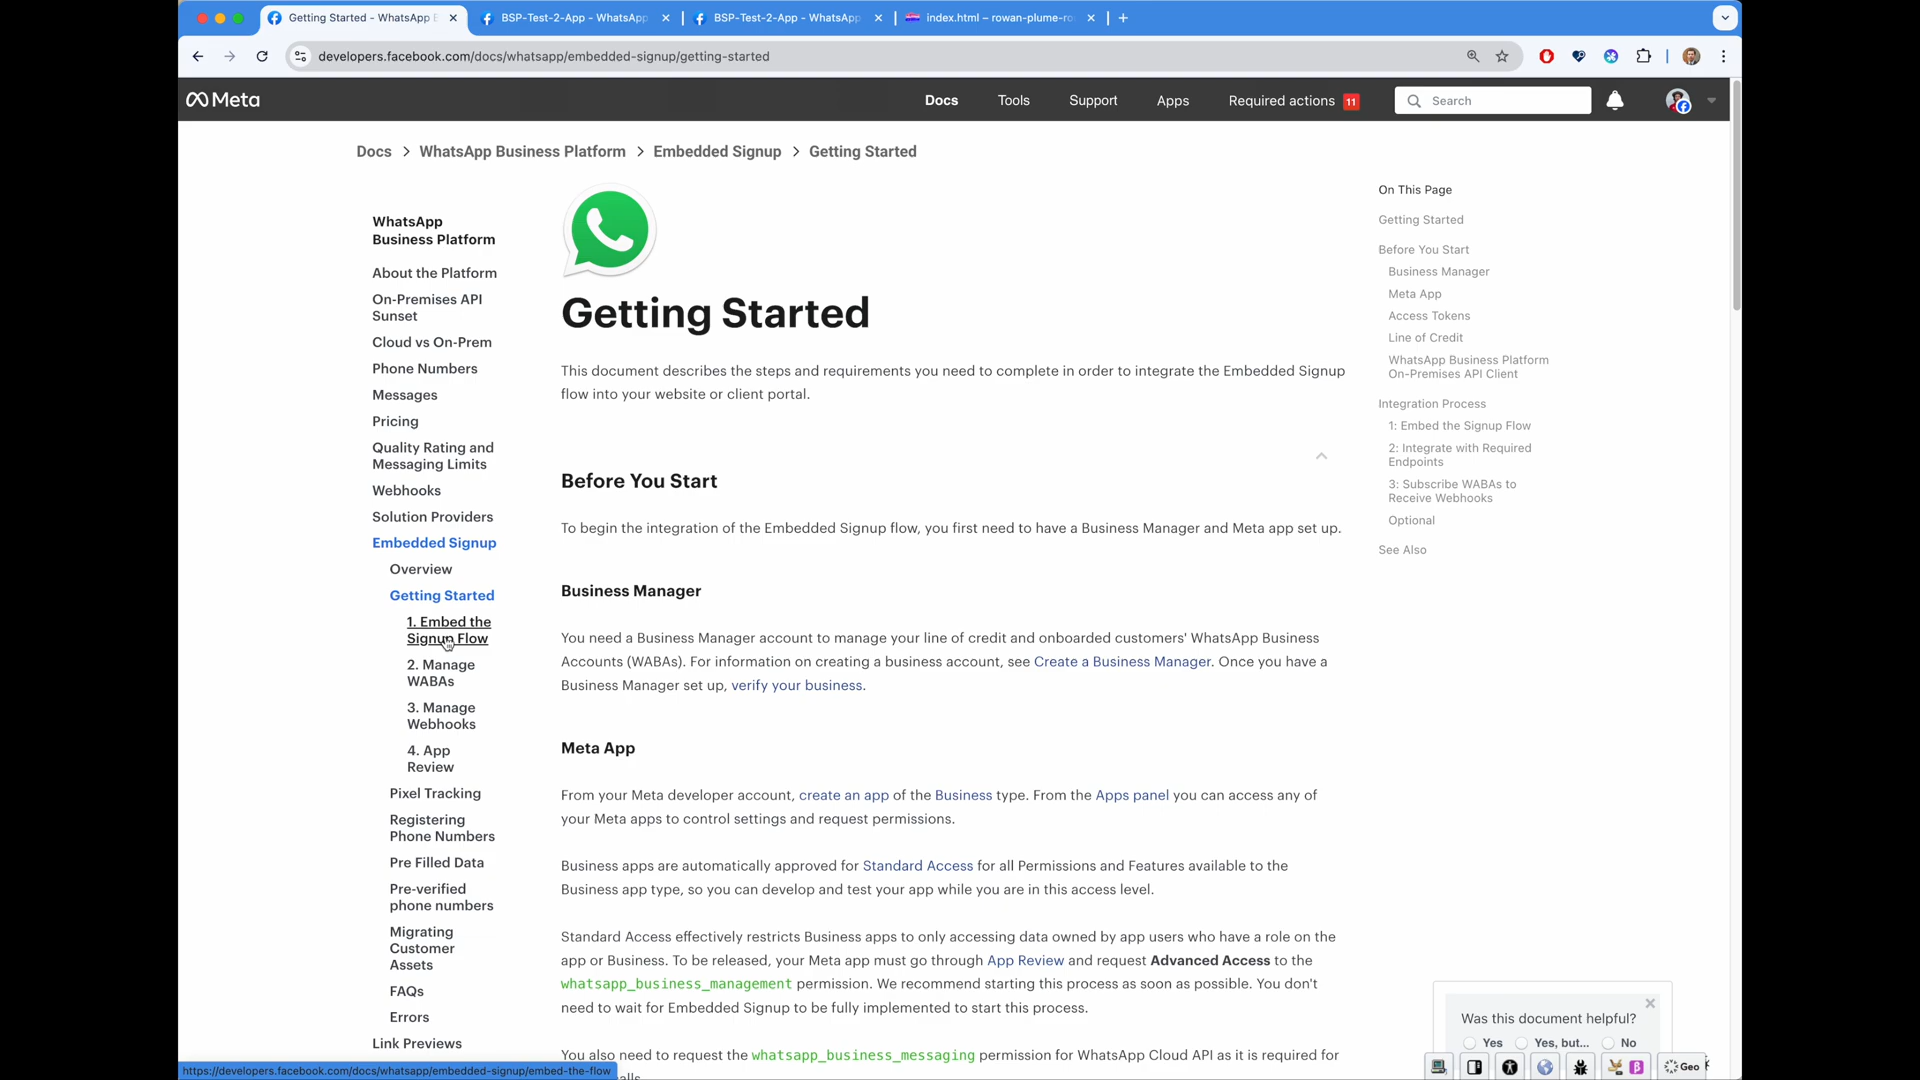 Getting Started - WhatsApp B
BSP-Test-2-App - WhatsApp
BSP-Test-2-App - WhatsApp
index.html – rowan-plume-ro
developers.facebook.com/docs/whatsapp/embedded-signup/getting-started
Meta
Docs
Tools
Support
Apps
Required actions 11
Search
Docs > WhatsApp Business Platform > Embedded Signup > Getting Started
WhatsApp
Business Platform
About the Platform
On-Premises API
Sunset
Cloud vs On-Prem
Phone Numbers
Messages
Pricing
Quality Rating and
Messaging Limits
Webhooks
Solution Providers
Embedded Signup
Overview
Getting Started
1. Embed the
Signup Flow
2. Manage
WABAs
3. Manage
Webhooks
4. App
Review
Pixel Tracking
Registering
Phone Numbers
Pre Filled Data
Pre-verified
phone numbers
Migrating
Customer
Assets
FAQs
Errors
Link Previews
Getting Started
This document describes the steps and requirements you need to complete in order to integrate the Embedded Signup
flow into your website or client portal.
Before You Start
To begin the integration of the Embedded Signup flow, you first need to have a Business Manager and Meta app set up.
Business Manager
You need a Business Manager account to manage your line of credit and onboarded customers' WhatsApp Business
Accounts (WABAs). For information on creating a business account, see Create a Business Manager. Once you have a
Business Manager set up, verify your business.
Meta App
From your Meta developer account, create an app of the Business type. From the Apps panel you can access any of
your Meta apps to control settings and request permissions.
Business apps are automatically approved for Standard Access for all Permissions and Features available to the
Business app type, so you can develop and test your app while you are in this access level.
Standard Access effectively restricts Business apps to only accessing data owned by app users who have a role on the
app or Business. To be released, your Meta app must go through App Review and request Advanced Access to the
whatsapp_business_management permission. We recommend starting this process as soon as possible. You don't
need to wait for Embedded Signup to be fully implemented to start this process.
You also need to request the whatsapp_business_messaging permission for WhatsApp Cloud API as it is required for
On This Page
Getting Started
Before You Start
Business Manager
Meta App
Access Tokens
Line of Credit
WhatsApp Business Platform
On-Premises API Client
Integration Process
1: Embed the Signup Flow
2: Integrate with Required
Endpoints
3: Subscribe WABAs to
Receive Webhooks
Optional
See Also
Was this document helpful?
Yes
Yes, but...
No
Geo
https://developers.facebook.com/docs/whatsapp/embedded-signup/embed-the-flow